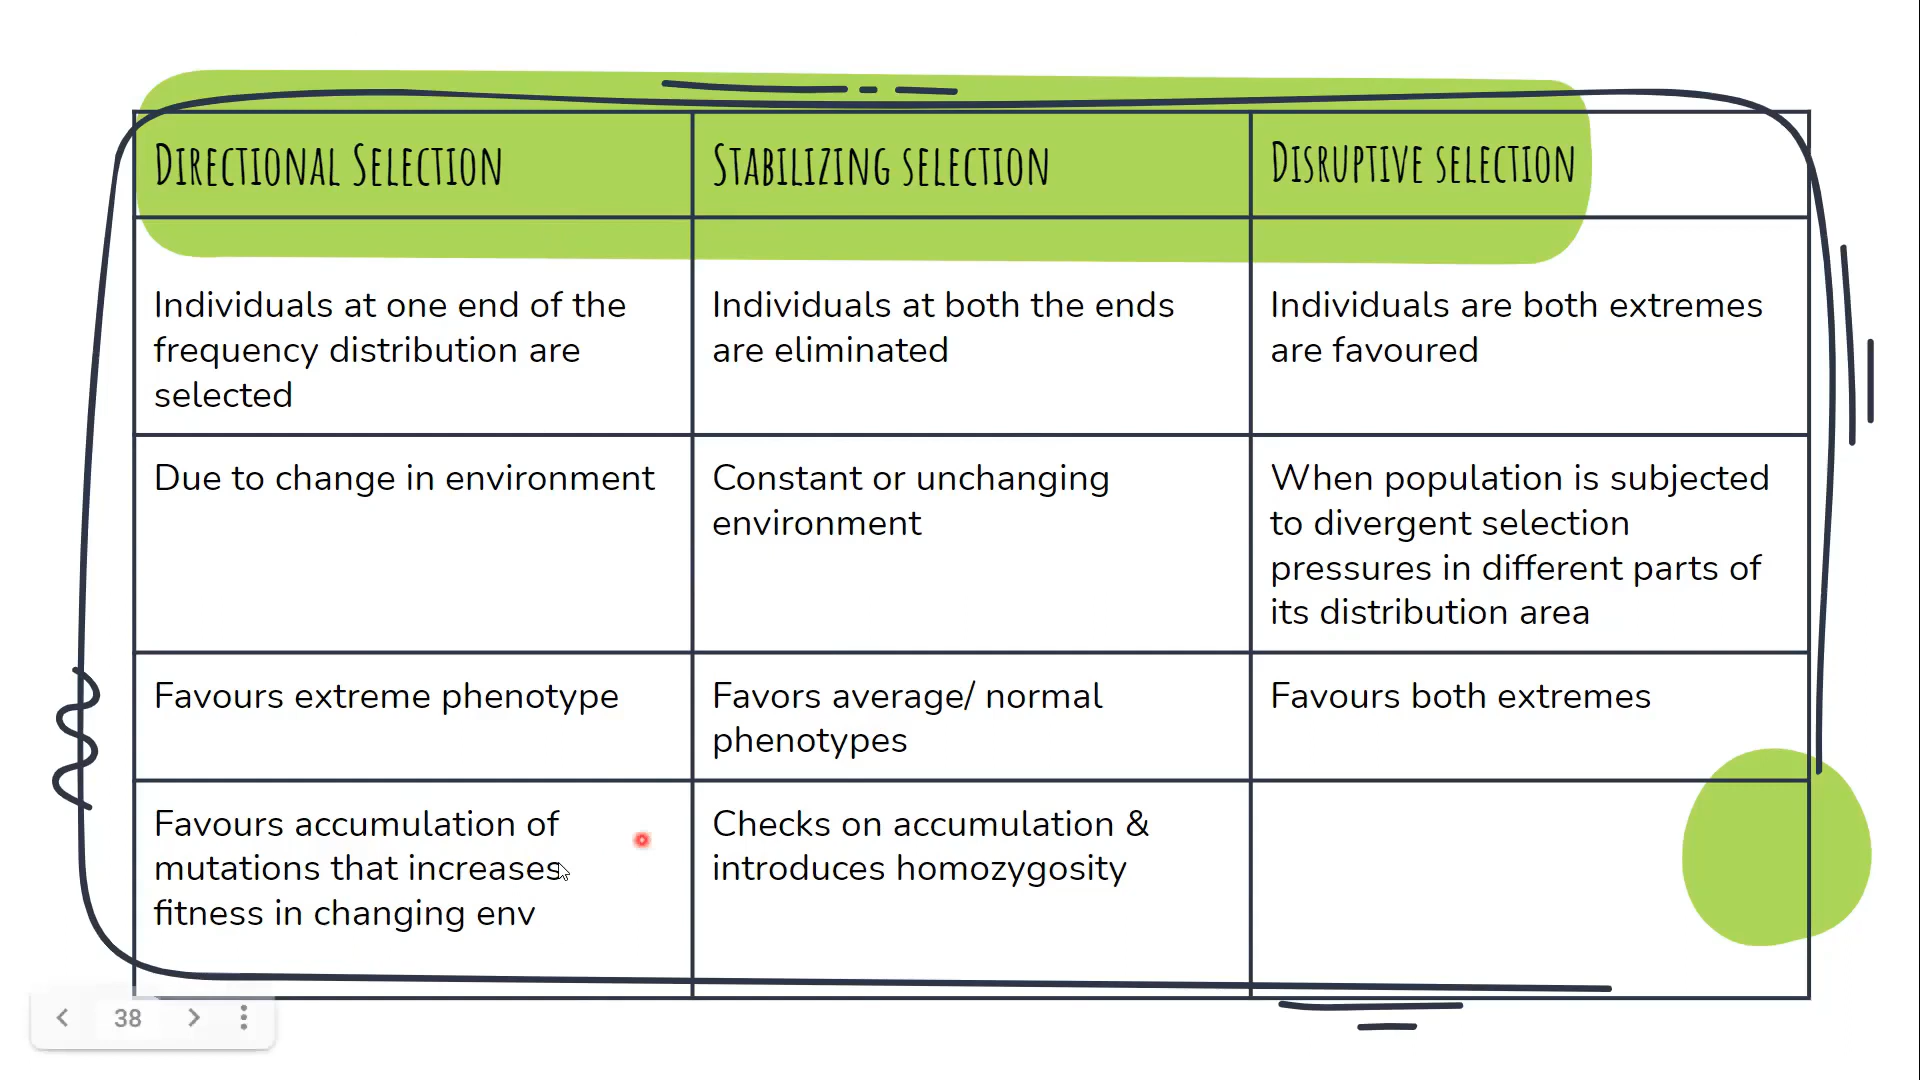 Directional Selection
Stabilizing selection
Disruptive selection
Individuals at one end of the
frequency distribution are
selected
Individuals at both the ends
are eliminated
Individuals are both extremes
are favoured
Due to change in environment
Constant or unchanging
environment
When population is subjected
to divergent selection
pressures in different parts of
its distribution area
Favours extreme phenotype
Favors average/ normal
phenotypes
Favours both extremes
Favours accumulation of
mutations that increases
fitness in changing env
Checks on accumulation &
introduces homozygosity
38